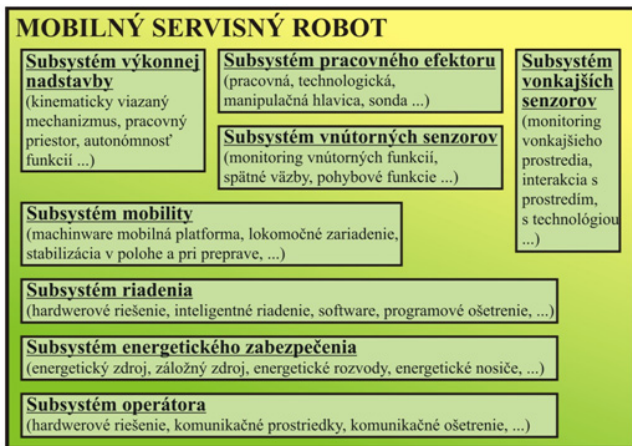 MOBILNÝ SERVISNÝ ROBOT
Subsystém výkonnej
nadstavby
(kinematicky viazaný
mechanizmus, pracovný
priestor, autonómnosť
funkcií ...)
Subsystém pracovného efektoru
(pracovná, technologická,
manipulačná hlavica, sonda ...)
Subsystém vnútorných senzorov
(monitoring vnútorných funkcií,
spätné väzby, pohybové funkcie ...)
Subsystém
vonkajších
senzorov
(monitoring
vonkajšieho
prostredia,
interakcia s
prostredím,
s technológiou
...)
Subsystém mobility
(machinware mobilná platforma, lokomočné zariadenie,
stabilizácia v polohe a pri preprave, ...)
Subsystém riadenia
(hardwerové riešenie, inteligentné riadenie, software, programové ošetrenie, ...)
Subsystém energetického zabezpečenia
(energetický zdroj, záložný zdroj, energetické rozvody, energetické nosiče, ...)
Subsystém operátora
(hardwerové riešenie, komunikačné prostriedky, komunikačné ošetrenie, ...)